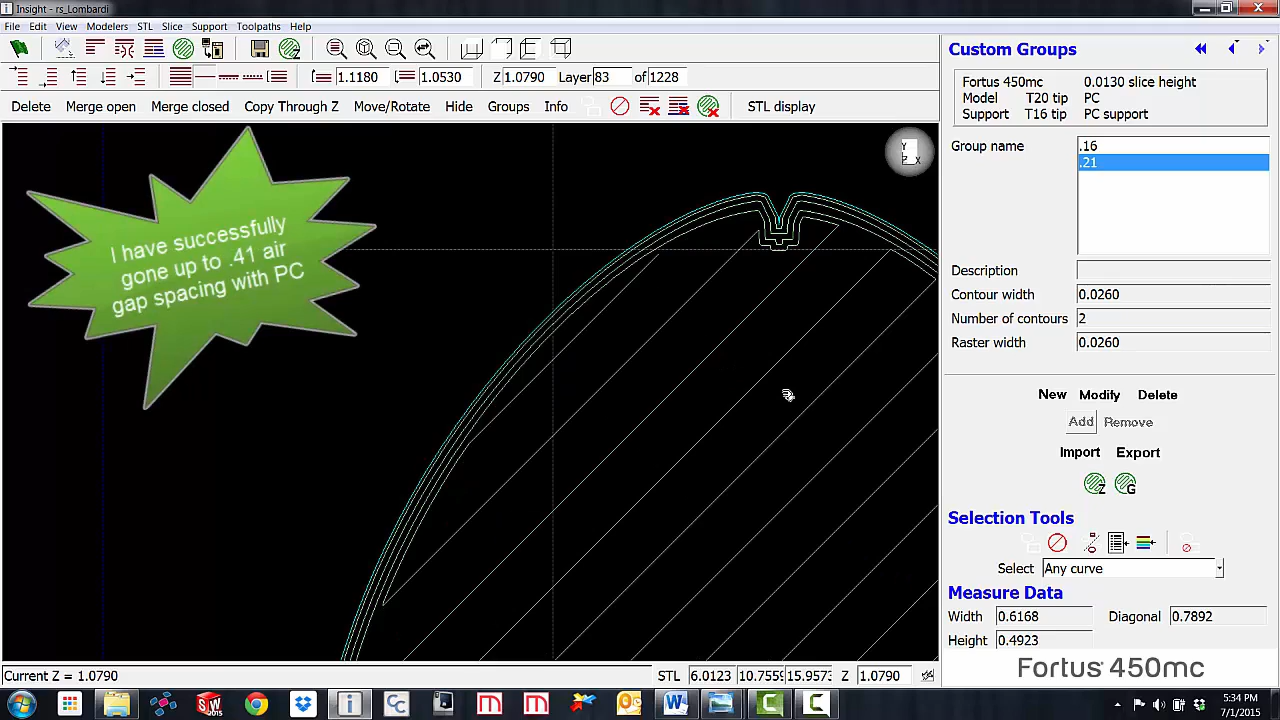 Insight - rs_Lombardi
File Edit View Modelers STL Slice Support Toolpaths Help
1.1180 1.0530 Z 1.0790 Layer 83 of 1228
Delete Merge open Merge closed Copy Through Z Move/Rotate Hide Groups Info STL display
I have successfully
gone up to .41 air
gap spacing with PC
Y
Z X
Custom Groups
Fortus 450mc 0.0130 slice height
Model T20 tip PC
Support T16 tip PC support
Group name .16
.21
Description
Contour width 0.0260
Number of contours 2
Raster width 0.0260
New Modify Delete
Add Remove
Import Export
Z G
Selection Tools
Select Any curve
Measure Data
Width 0.6168 Diagonal 0.7892
Height 0.4923
Fortus 450mc
Current Z = 1.0790 STL 6.0123 10.7559 15.9573 Z 1.0790
5:34 PM
7/1/2015